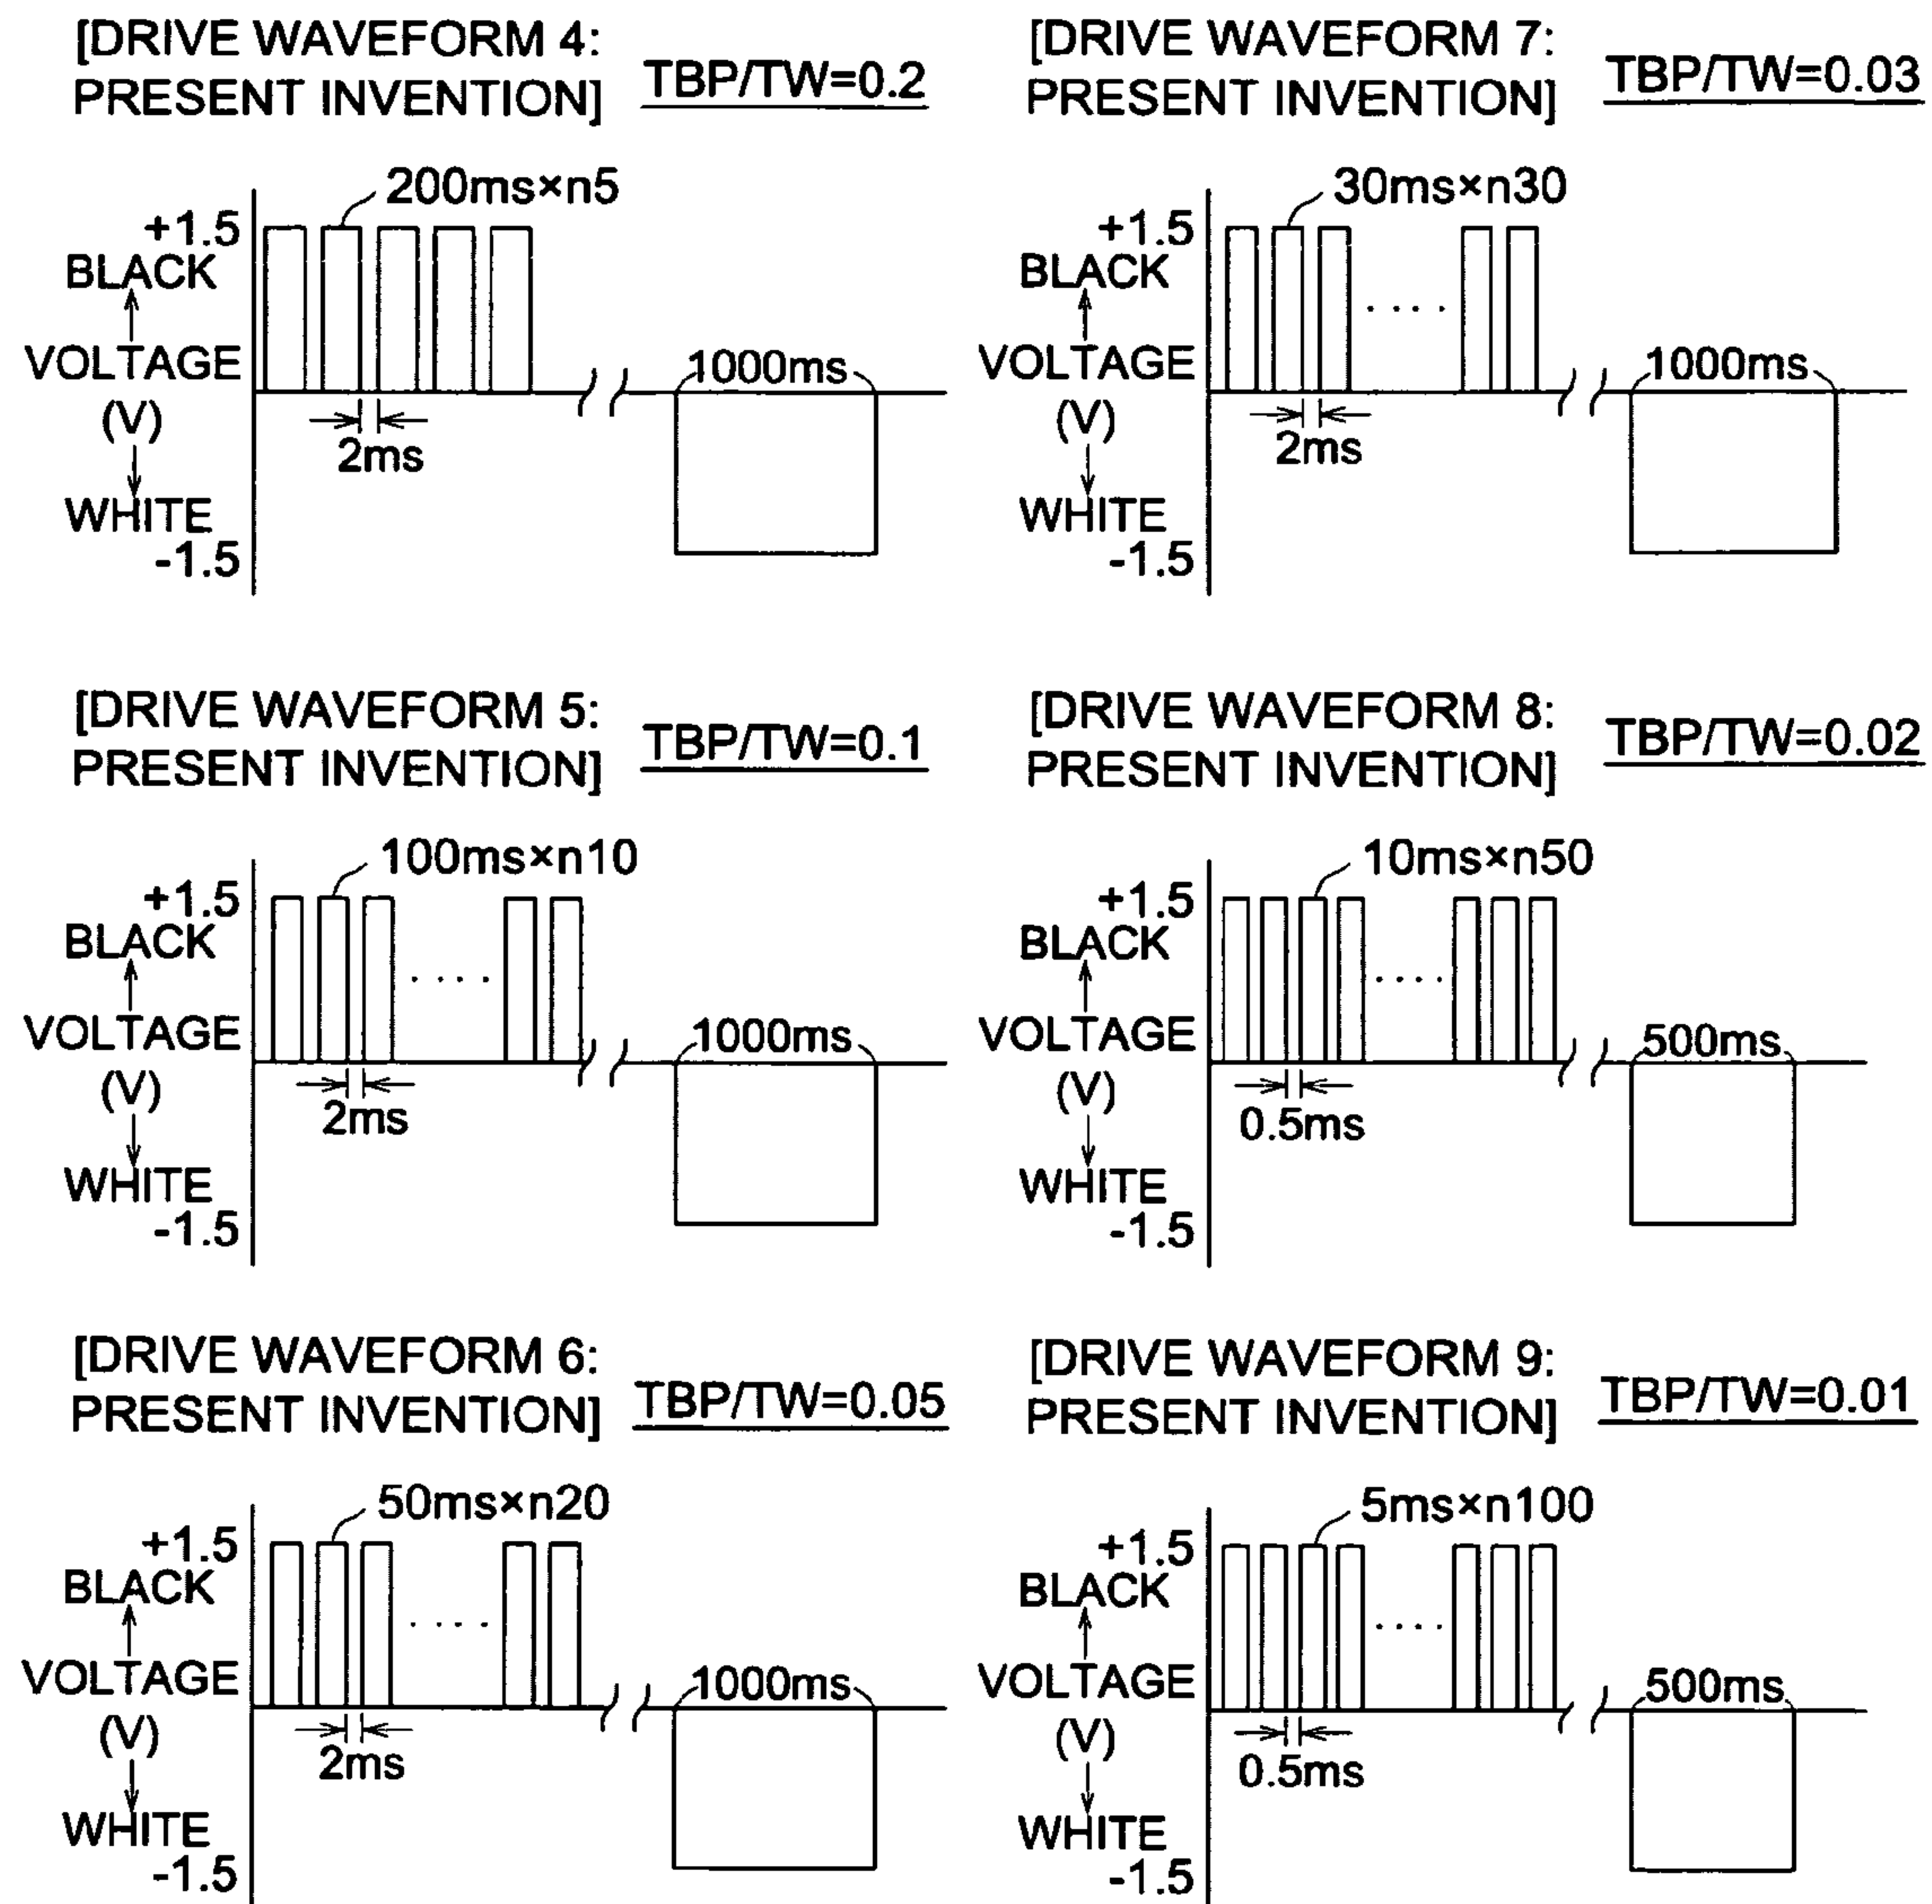 [DRIVE WAVEFORM 4:
PRESENT INVENTION] TBP/TW=0.2
200ms×n5
+1.5
BLACK
VOLTAGE
(V)
WHITE
-1.5
2ms
1000ms
[DRIVE WAVEFORM 5:
PRESENT INVENTION] TBP/TW=0.1
100ms×n10
+1.5
BLACK
VOLTAGE
(V)
WHITE
-1.5
2ms
1000ms
[DRIVE WAVEFORM 6:
PRESENT INVENTION] TBP/TW=0.05
50ms×n20
+1.5
BLACK
VOLTAGE
(V)
WHITE
-1.5
2ms
1000ms
[DRIVE WAVEFORM 7:
PRESENT INVENTION] TBP/TW=0.03
30ms×n30
+1.5
BLACK
VOLTAGE
(V)
WHITE
-1.5
2ms
1000ms
[DRIVE WAVEFORM 8:
PRESENT INVENTION] TBP/TW=0.02
10ms×n50
+1.5
BLACK
VOLTAGE
(V)
WHITE
-1.5
0.5ms
500ms
[DRIVE WAVEFORM 9:
PRESENT INVENTION] TBP/TW=0.01
5ms×n100
+1.5
BLACK
VOLTAGE
(V)
WHITE
-1.5
0.5ms
500ms